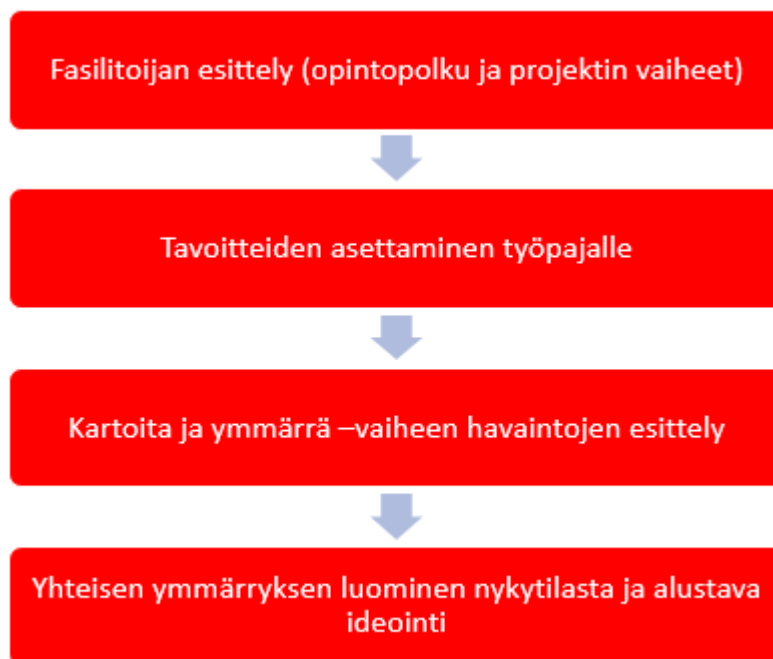 Fasilitoijan esittely (opintopolku ja projektin vaiheet)
Tavoitteiden asettaminen työpajalle
Kartoita ja ymmärrä –vaiheen havaintojen esittely
Yhteisen ymmärryksen luominen nykytilasta ja alustava
ideointi